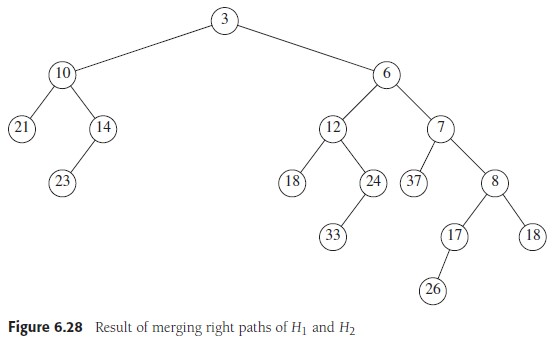 3
10 6
21 14 12 7
23 18 24 37 8
33 17 18
26
Figure 6.28 Result of merging right paths of H1 and H2